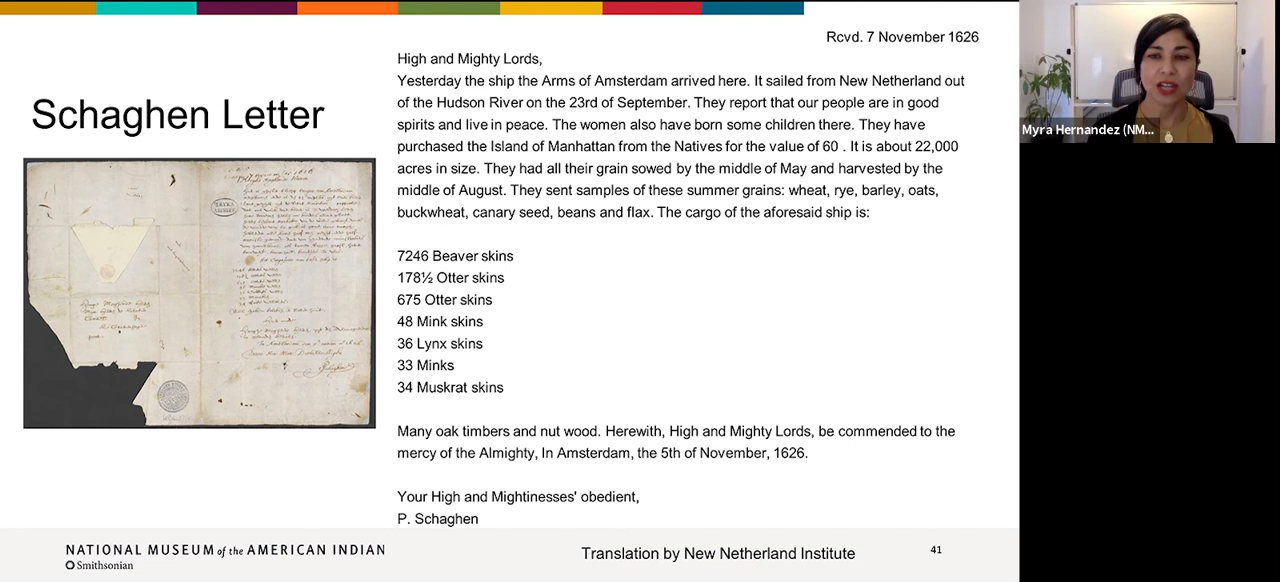 Rcvd. 7 November 1626
High and Mighty Lords,
Yesterday the ship the Arms of Amsterdam arrived here. It sailed from New Netherland out
of the Hudson River on the 23rd of September. They report that our people are in good
spirits and live in peace. The women also have born some children there. They have
purchased the Island of Manhattan from the Natives for the value of 60 . It is about 22,000
acres in size. They had all their grain sowed by the middle of May and harvested by the
middle of August. They sent samples of these summer grains: wheat, rye, barley, oats,
buckwheat, canary seed, beans and flax. The cargo of the aforesaid ship is:
7246 Beaver skins
178½ Otter skins
675 Otter skins
48 Mink skins
36 Lynx skins
33 Minks
34 Muskrat skins
Many oak timbers and nut wood. Herewith, High and Mighty Lords, be commended to the
mercy of the Almighty, In Amsterdam, the 5th of November, 1626.
Your High and Mightinesses' obedient,
P. Schaghen
Schaghen Letter
NATIONAL MUSEUM of the AMERICAN INDIAN
Smithsonian
Translation by New Netherland Institute
41
Myra Hernandez (NM...